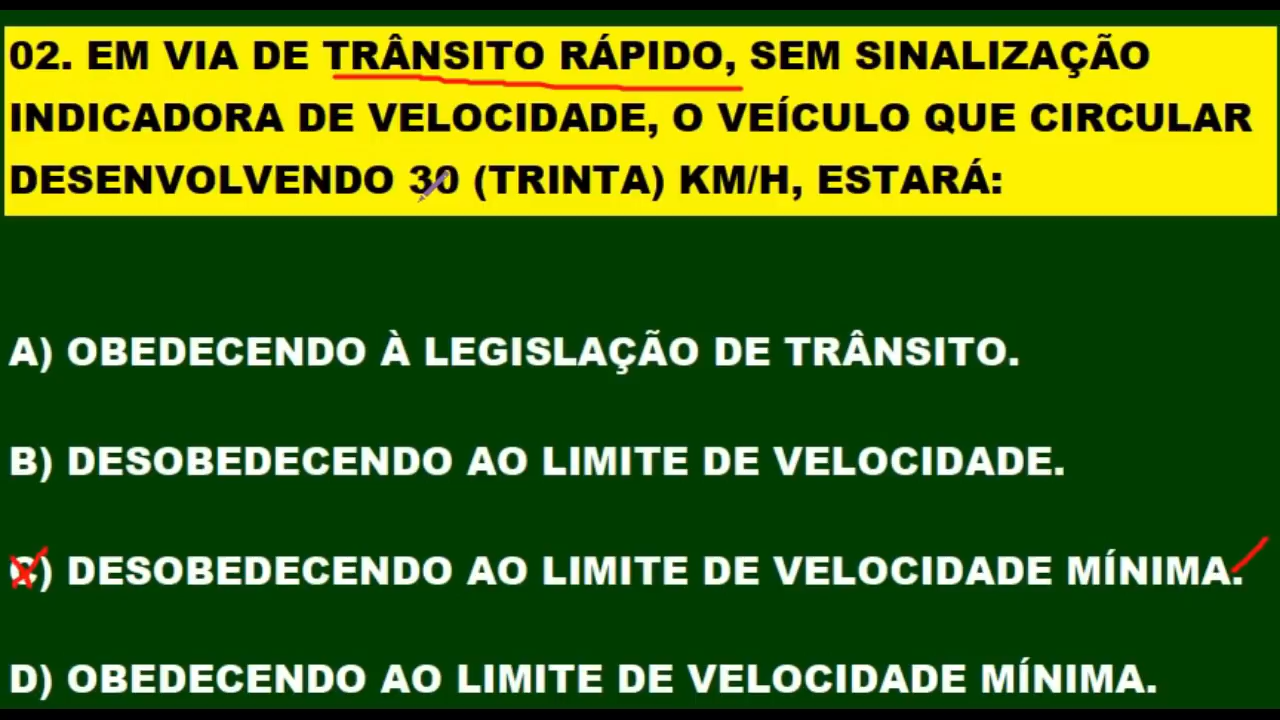 02. EM VIA DE TRÂNSITO RÁPIDO, SEM SINALIZAÇÃO
INDICADORA DE VELOCIDADE, O VEÍCULO QUE CIRCULAR
DESENVOLVENDO 30 (TRINTA) KM/H, ESTARÁ:
A) OBEDECENDO À LEGISLAÇÃO DE TRÂNSITO.
B) DESOBEDECENDO AO LIMITE DE VELOCIDADE.
C) DESOBEDECENDO AO LIMITE DE VELOCIDADE MÍNIMA.
D) OBEDECENDO AO LIMITE DE VELOCIDADE MÍNIMA.